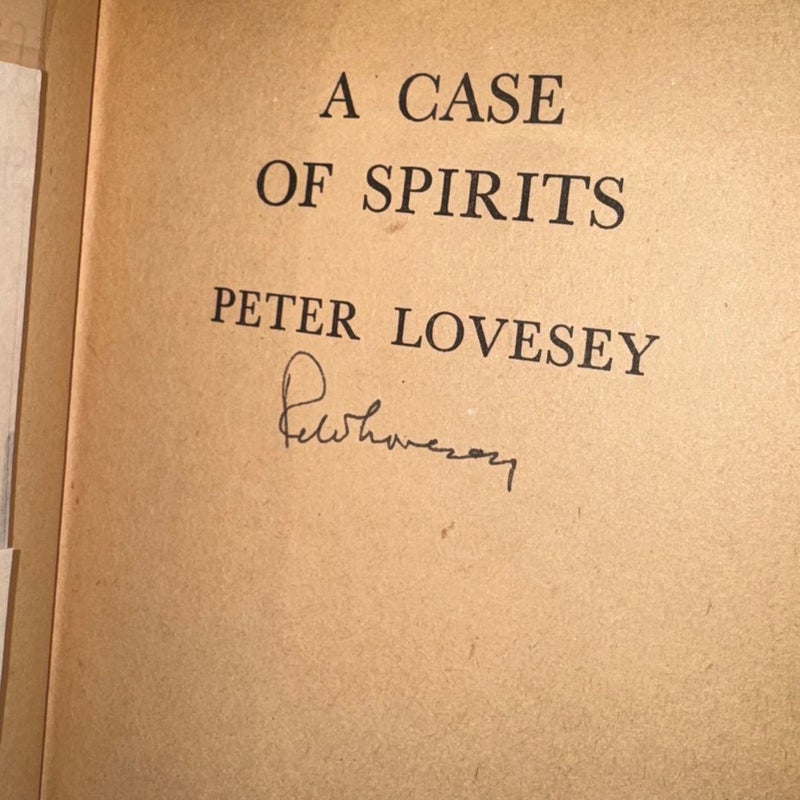 A CASE
OF SPIRITS
PETER LOVESEY
Peter Lovesey